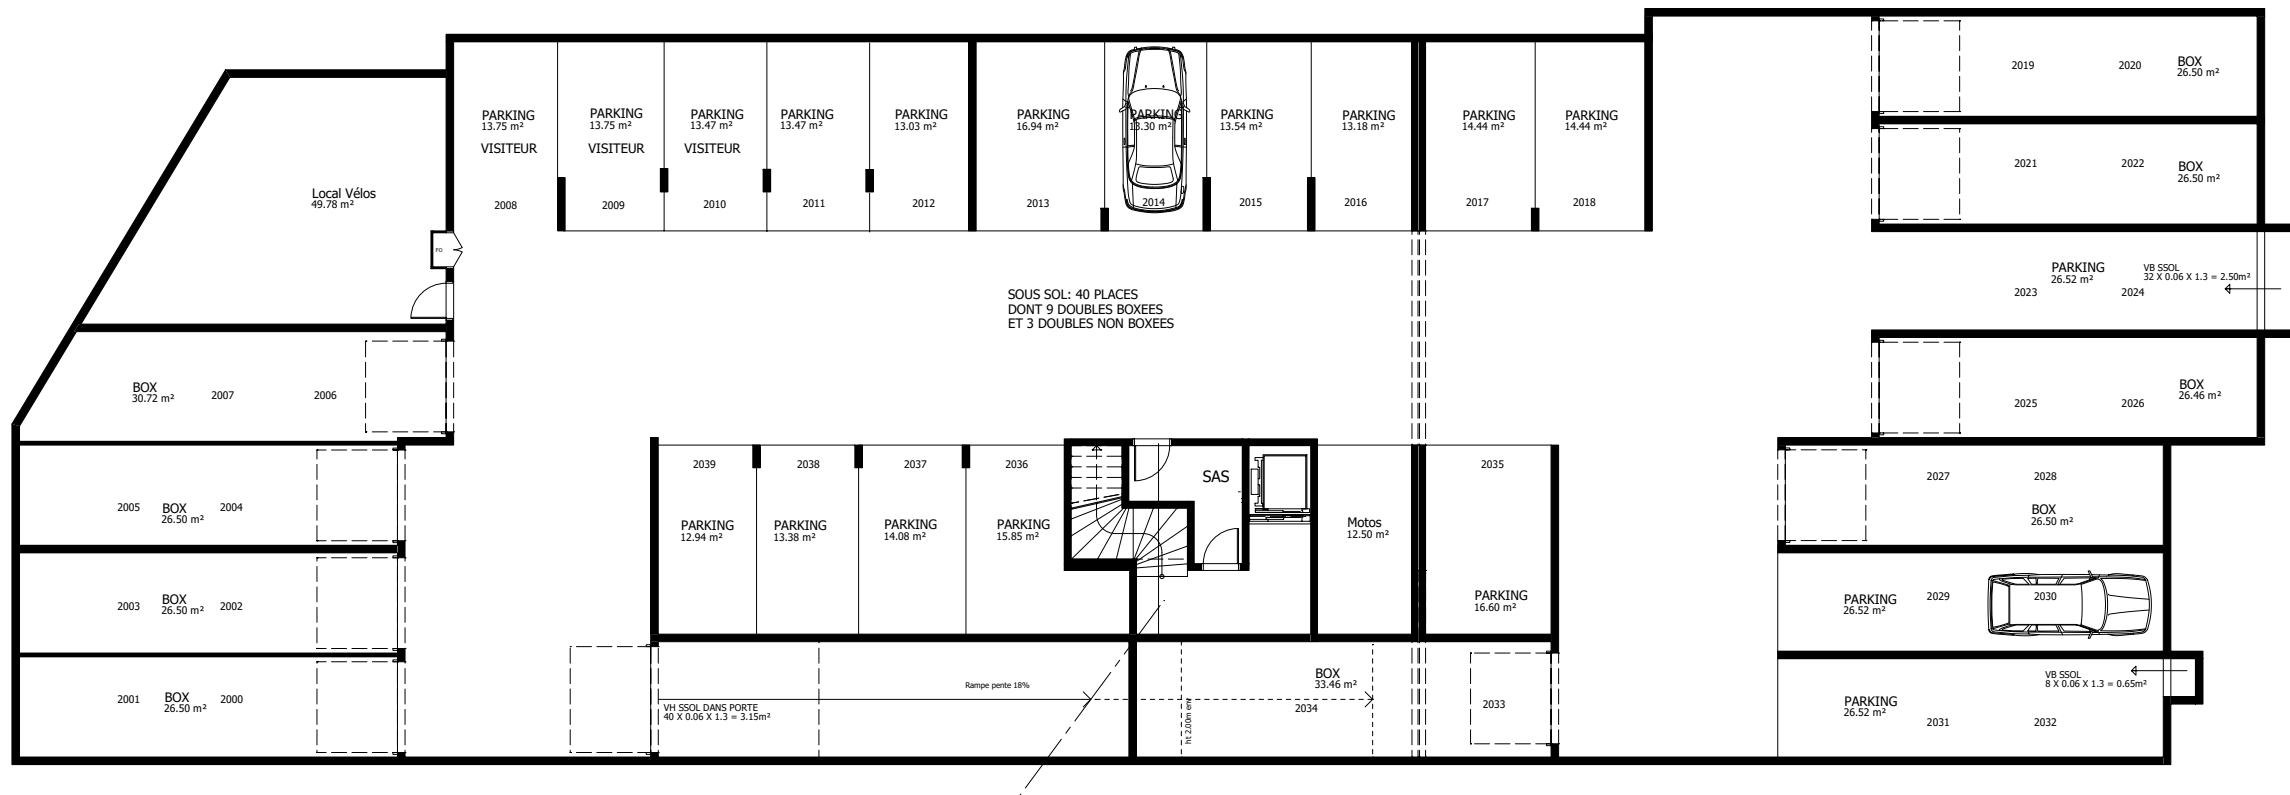 2019
2020
BOX
26.50 m²
PARKING
13.75 m²
VISITEUR
2008
PARKING
13.75 m²
VISITEUR
2009
PARKING
13.47 m²
VISITEUR
2010
PARKING
13.47 m²
2011
PARKING
13.03 m²
2012
PARKING
16.94 m²
2013
PARKING
13.30 m²
2014
PARKING
13.54 m²
2015
PARKING
13.18 m²
2016
PARKING
14.44 m²
2017
PARKING
14.44 m²
2018
2021
2022
BOX
26.50 m²
Local Vélos
49.78 m²
FO
SOUS SOL: 40 PLACES
DONT 9 DOUBLES BOXEES
ET 3 DOUBLES NON BOXEES
PARKING
26.52 m²
2023
2024
VB SSOL
32 X 0.06 X 1.3 = 2.50m²
BOX
30.72 m²
2007
2006
BOX
26.46 m²
2025
2026
2005
BOX
26.50 m²
2004
2039
PARKING
12.94 m²
2038
PARKING
13.38 m²
2037
PARKING
14.08 m²
2036
PARKING
15.85 m²
SAS
Motos
12.50 m²
2035
PARKING
16.60 m²
2027
2028
BOX
26.50 m²
2003
BOX
26.50 m²
2002
PARKING
26.52 m²
2029
2030
2001
BOX
26.50 m²
2000
Rampe pente 18%
VH SSOL DANS PORTE
40 X 0.06 X 1.3 = 3.15m²
ht 2.00m env
BOX
33.46 m²
2034
2033
VB SSOL
8 X 0.06 X 1.3 = 0.65m²
PARKING
26.52 m²
2031
2032